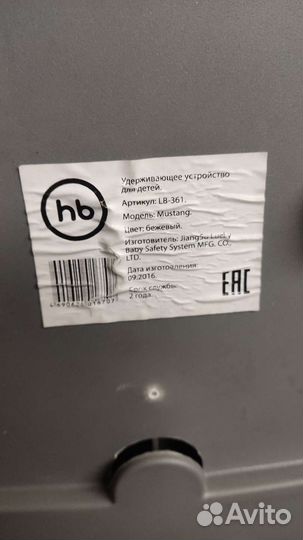 hb
Удерживающее устройство
для детей.
Артикул: LB-361.
Модель: Mustang.
Цвет: бежевый.
Изготовитель: JiangSu Lucky
Baby Safety System MFG. CO.,
LTD.
Дата изготовления:
09.2016.
Срок службы:
2 года.
EAC
Avito